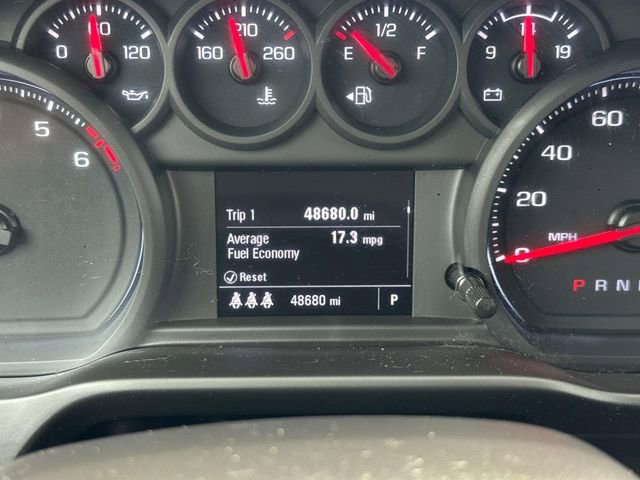 0 120
160 210 260
E 1/2 F
9 14 19
5
6
Trip 1 48680.0 mi
Average 17.3 mpg
Fuel Economy
Reset
48680 mi P
60
40
20
0
MPH
P R N